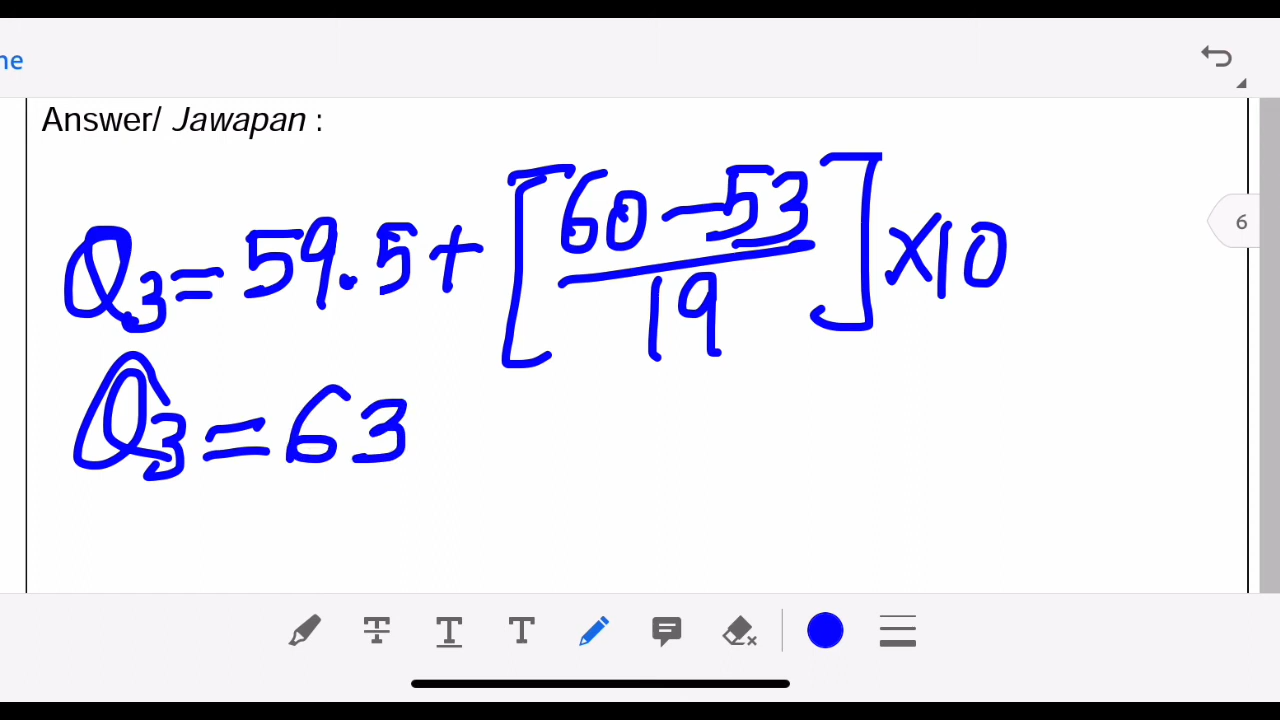 ne
Answer/ Jawapan :
Q3 = 59.5 + [60 - 53 / 19] × 10
6
Q3 = 63
T T T